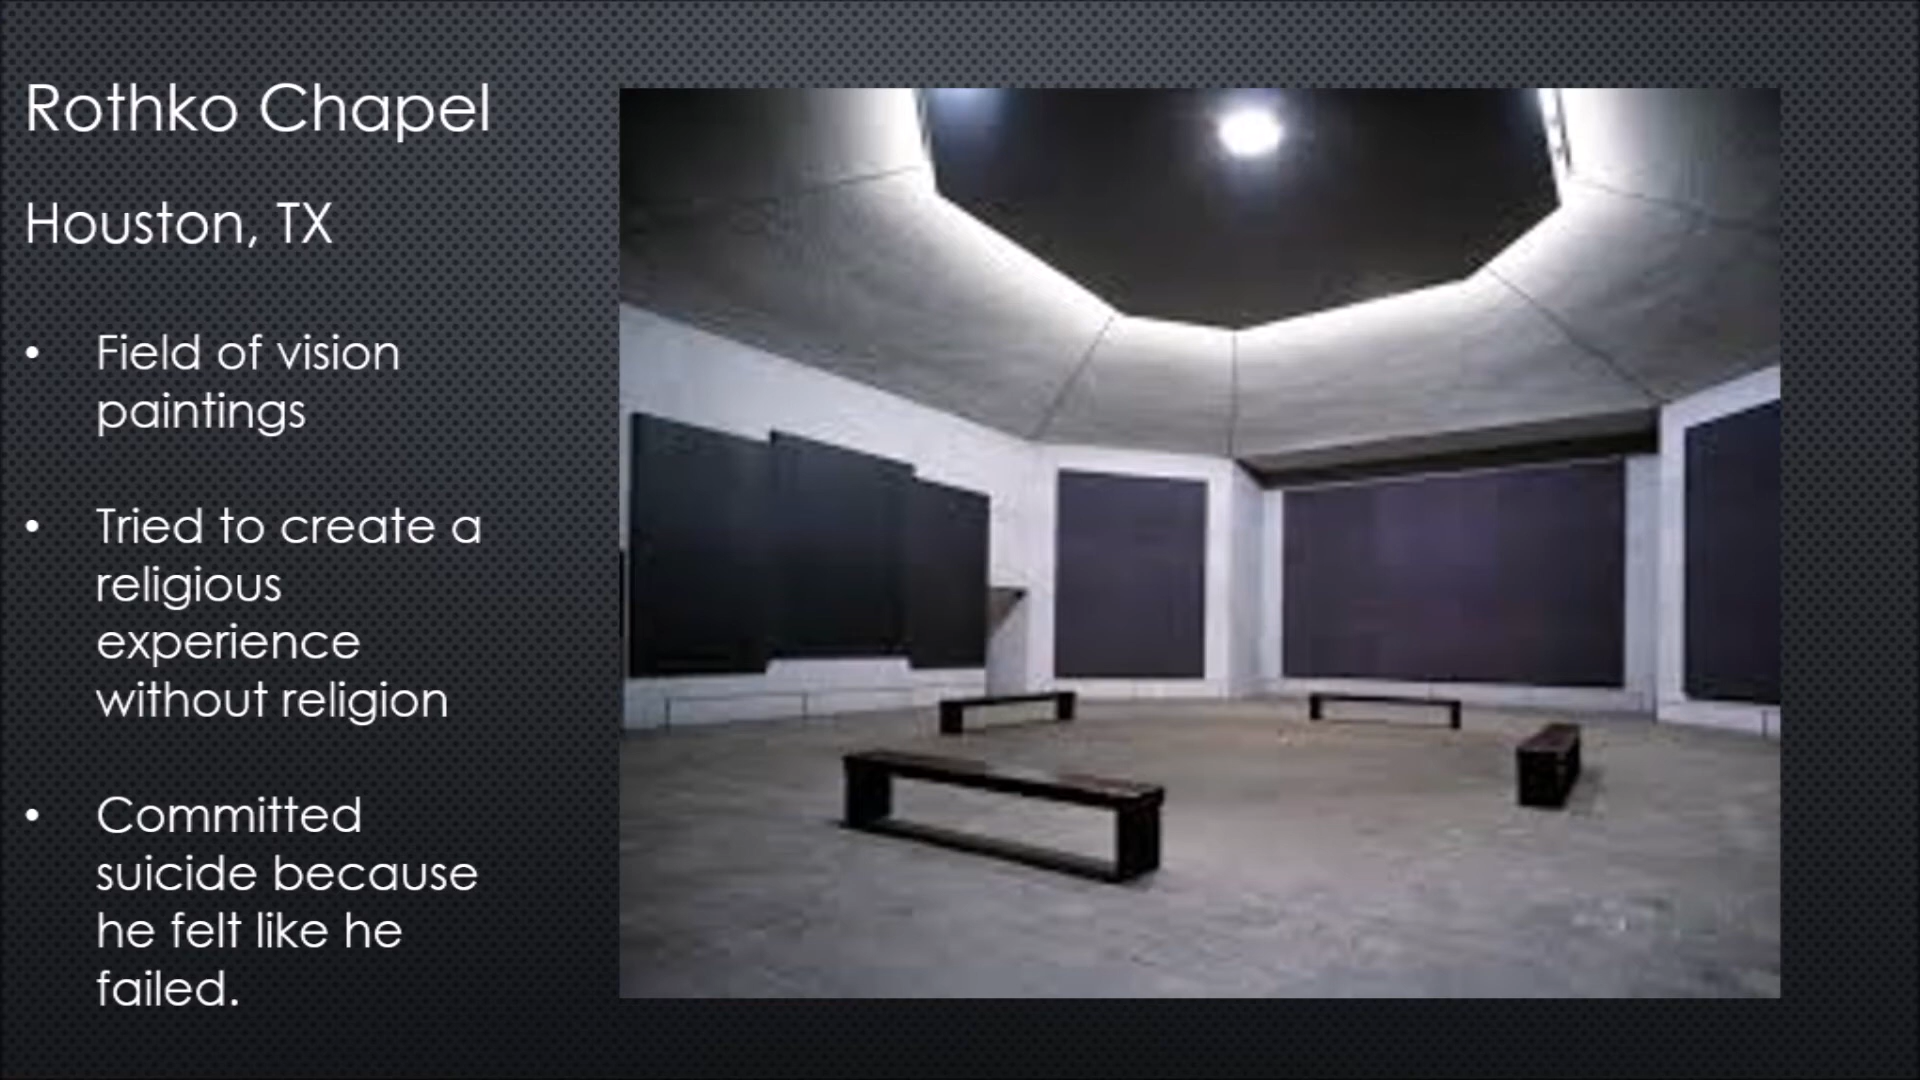 Rothko Chapel
Houston, TX
• Field of vision
paintings
• Tried to create a
religious
experience
without religion
• Committed
suicide because
he felt like he
failed.